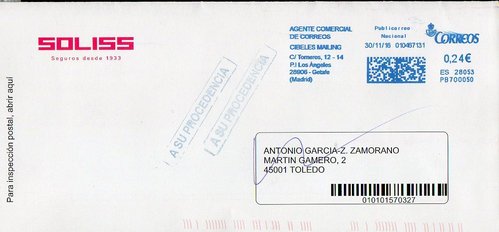 SOLISS
Seguros desde 1933
Para inspección postal, abrir aquí
A SU PROCEDENCIA
A SU PROCEDENCIA
AGENTE COMERCIAL
DE CORREOS
CIBELES MAILING
C/ Torneros, 12 - 14
P.I Los Ángeles
28906 - Getafe
(Madrid)
Publicorreo
Nacional
30/11/16 010487131
CORREOS
0,24€
ES 28053
PB700050
ANTONIO GARCIA-Z. ZAMORANO
MARTIN GAMERO, 2
45001 TOLEDO
010101570327